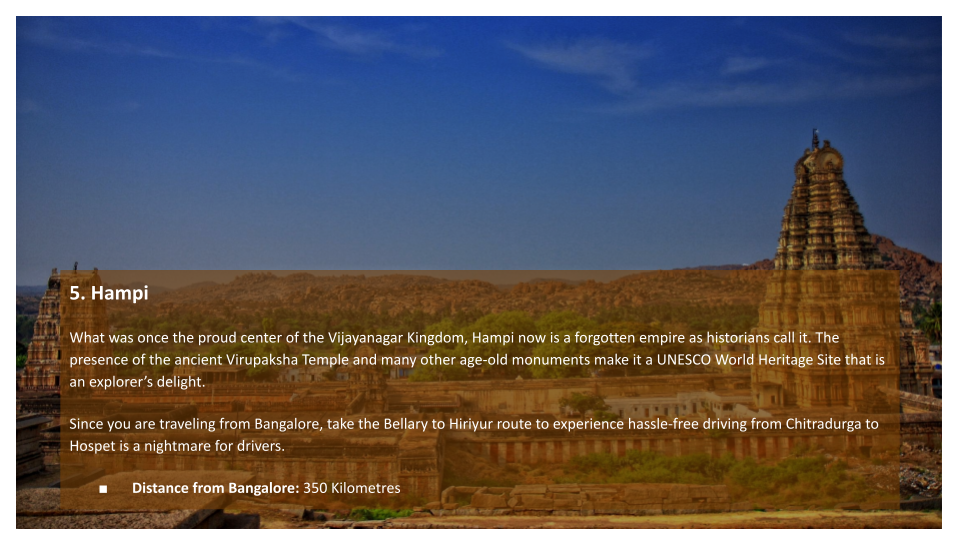 5. Hampi
What was once the proud center of the Vijayanagar Kingdom, Hampi now is a forgotten empire as historians call it. The
presence of the ancient Virupaksha Temple and many other age-old monuments make it a UNESCO World Heritage Site that is
an explorer’s delight.
Since you are traveling from Bangalore, take the Bellary to Hiriyur route to experience hassle-free driving from Chitradurga to
Hospet is a nightmare for drivers.
▪ Distance from Bangalore: 350 Kilometres